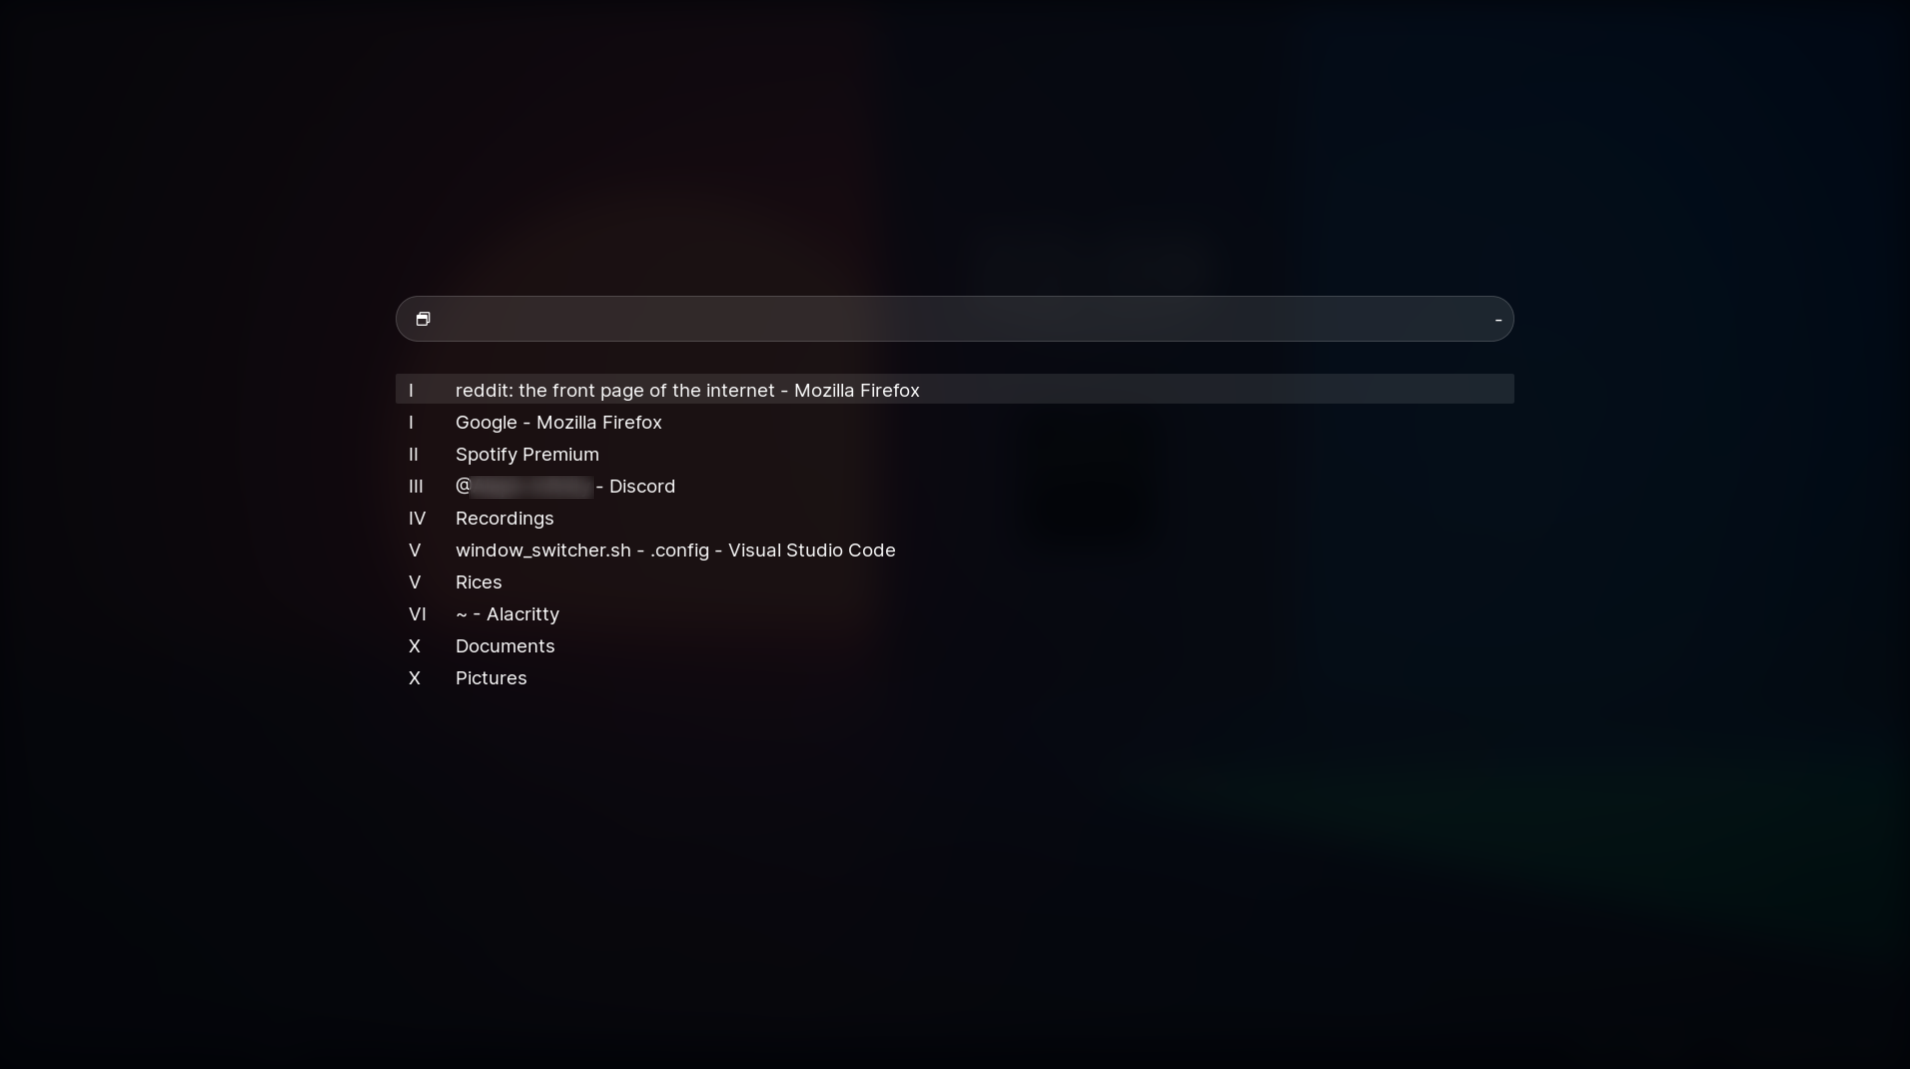 -
I reddit: the front page of the internet - Mozilla Firefox
I Google - Mozilla Firefox
II Spotify Premium
III @ - Discord
IV Recordings
V window_switcher.sh - .config - Visual Studio Code
V Rices
VI ~ - Alacritty
X Documents
X Pictures